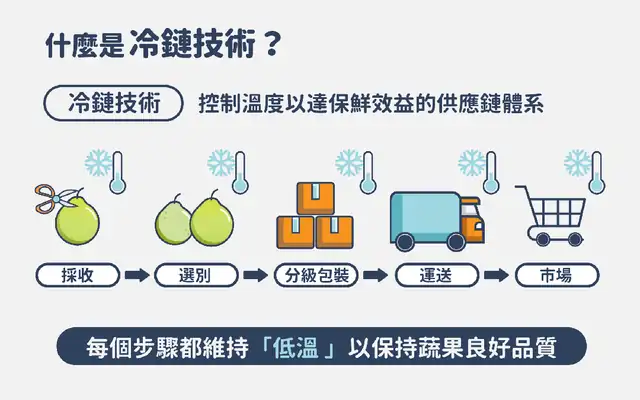 什麼是冷鏈技術？
冷鏈技術 控制溫度以達保鮮效益的供應鏈體系
採收 選別 分級包裝 運送 市場
每個步驟都維持「低溫」以保持蔬果良好品質